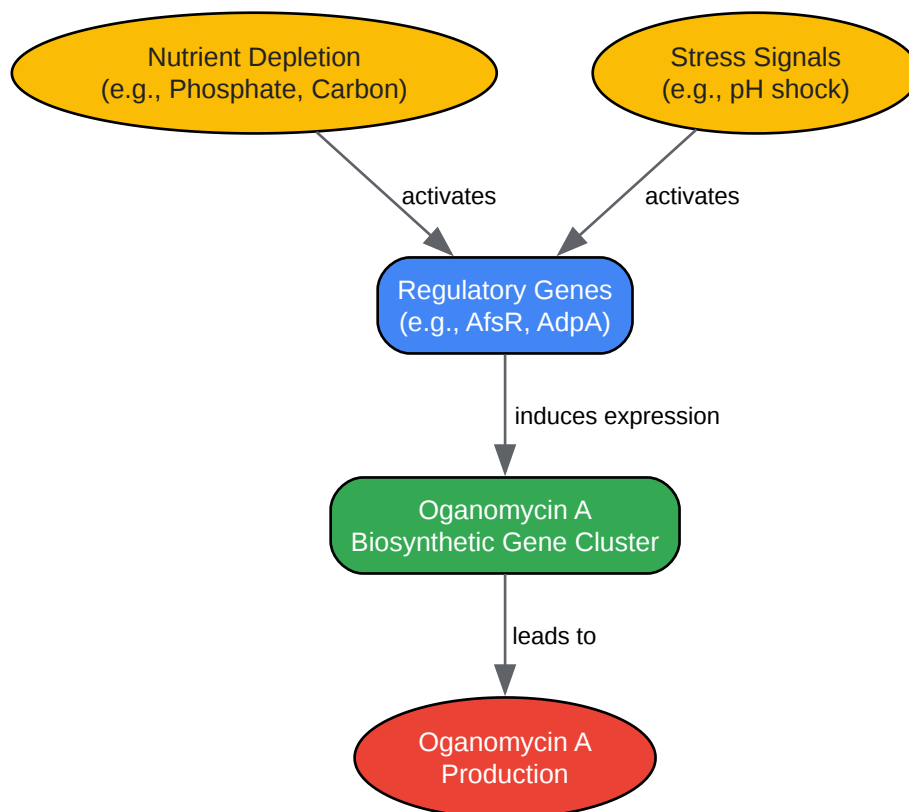 Nutrient Depletion
(e.g., Phosphate, Carbon)
Stress Signals
(e.g., pH shock)
activates
activates
Regulatory Genes
(e.g., AfsR, AdpA)
induces expression
Oganomycin A
Biosynthetic Gene Cluster
leads to
Oganomycin A
Production